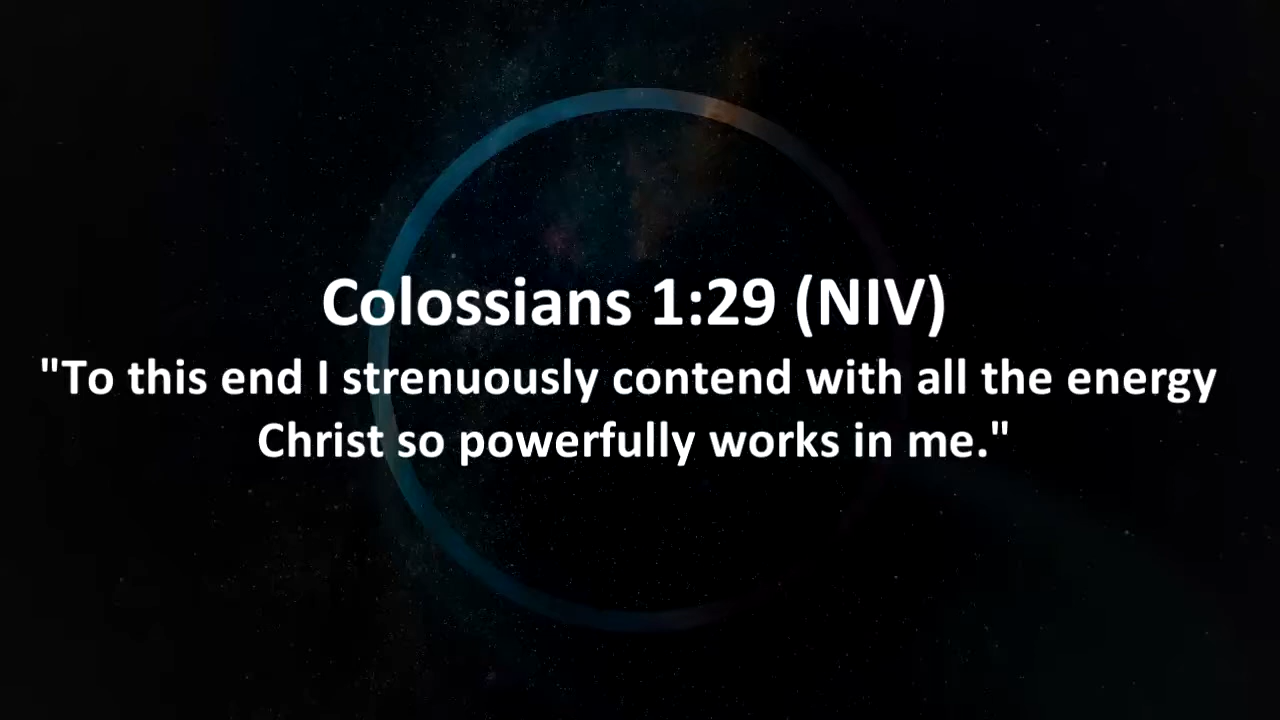 Colossians 1:29 (NIV)
"To this end I strenuously contend with all the energy
Christ so powerfully works in me."